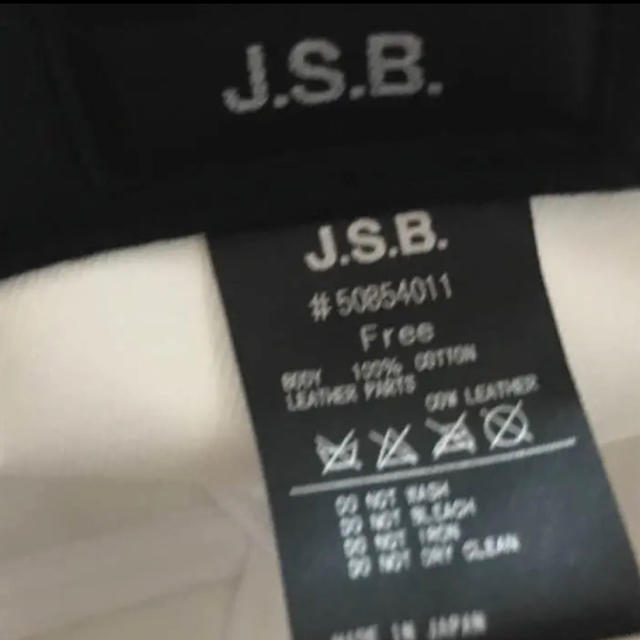 J.S.B.
J.S.B.
#50854011
Free
BODY 100% COTTON
LEATHER PARTS
COW LEATHER
DO NOT WASH
DO NOT BLEACH
DO NOT IRON
DO NOT DRY CLEAN
MADE IN JAPAN